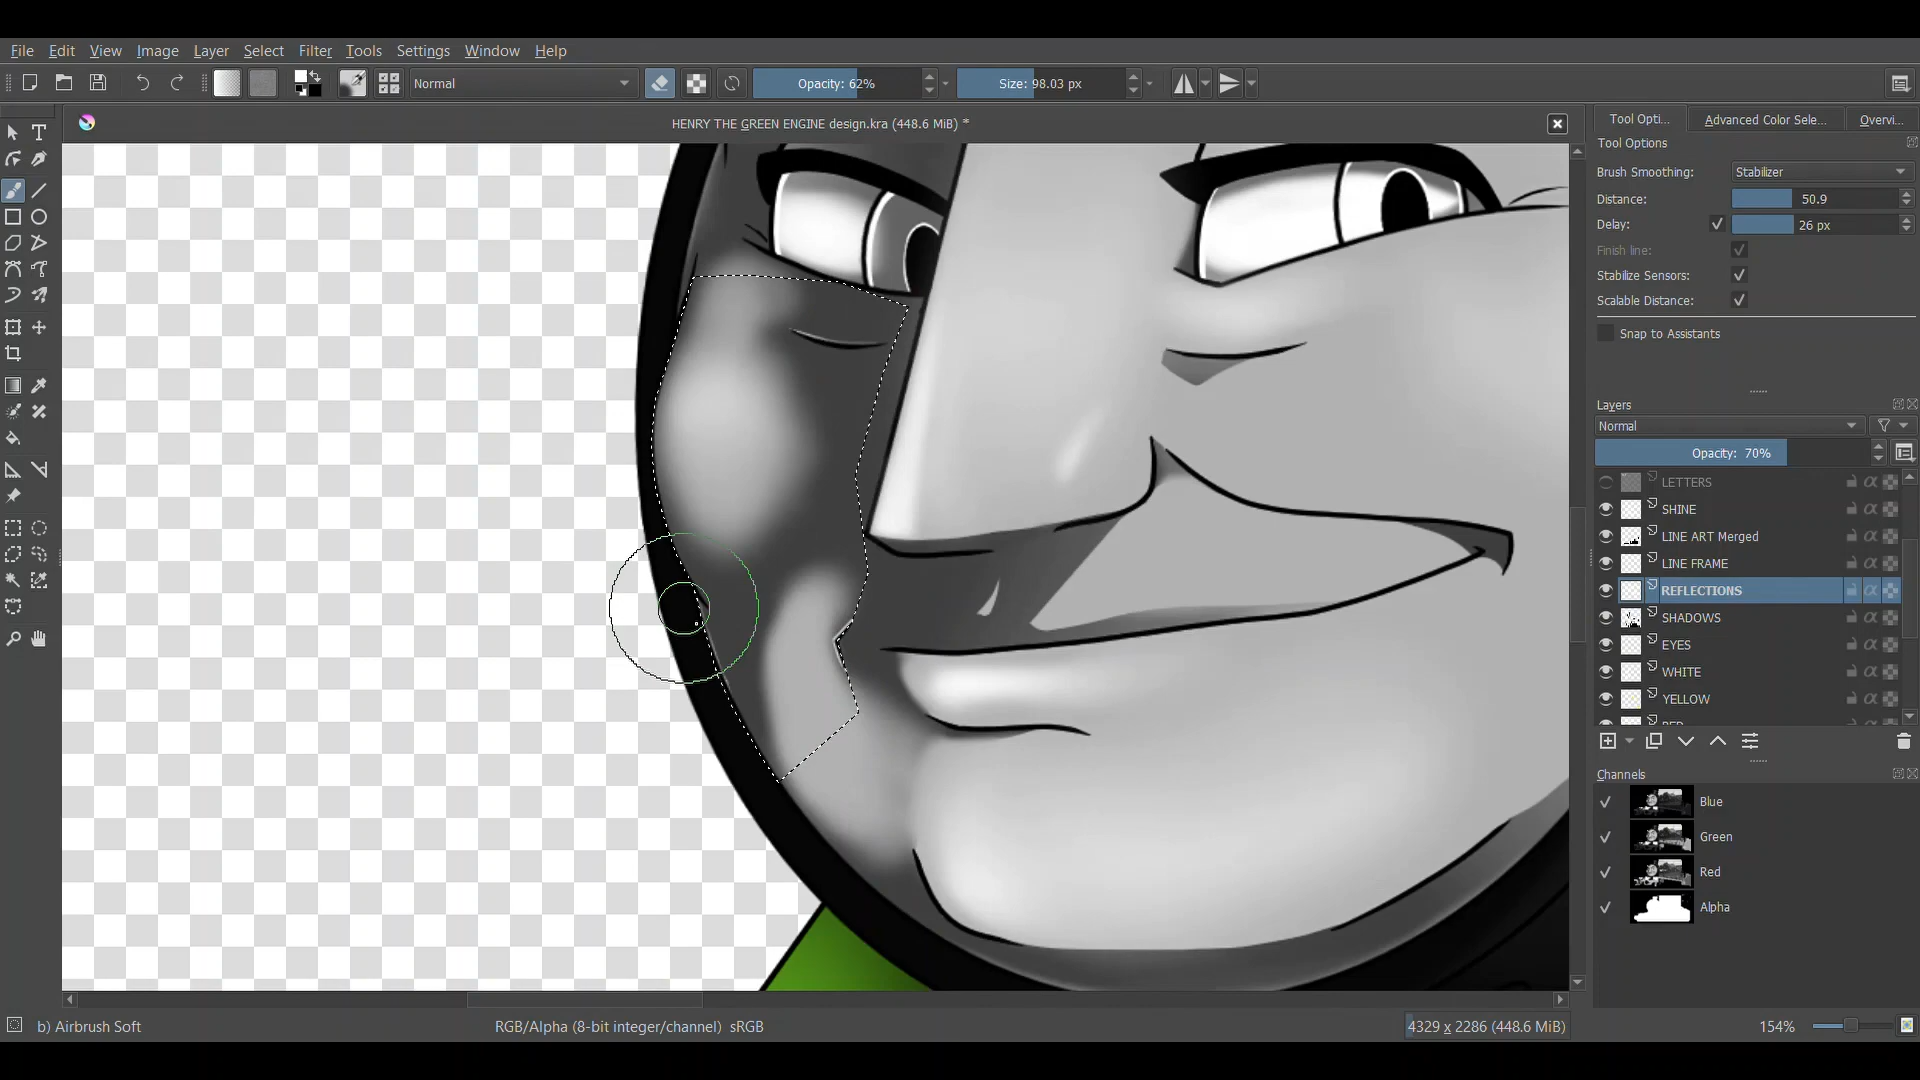 File Edit View Image Layer Select Filter Tools Settings Window Help
Normal
Opacity: 62%
Size: 98.03 px
HENRY THE GREEN ENGINE design.kra (448.6 MiB) *
Tool Opti...
Advanced Color Sele...
Overvi...
Tool Options
Brush Smoothing:
Stabilizer
Distance:
50.9
Delay:
26 px
Finish line:
Stabilize Sensors:
Scalable Distance:
Snap to Assistants
Layers
Normal
Opacity: 70%
LETTERS
SHINE
LINE ART Merged
LINE FRAME
REFLECTIONS
SHADOWS
EYES
WHITE
YELLOW
RED
Channels
Blue
Green
Red
Alpha
b) Airbrush Soft
RGB/Alpha (8-bit integer/channel) sRGB
4329 x 2286 (448.6 MiB)
154%